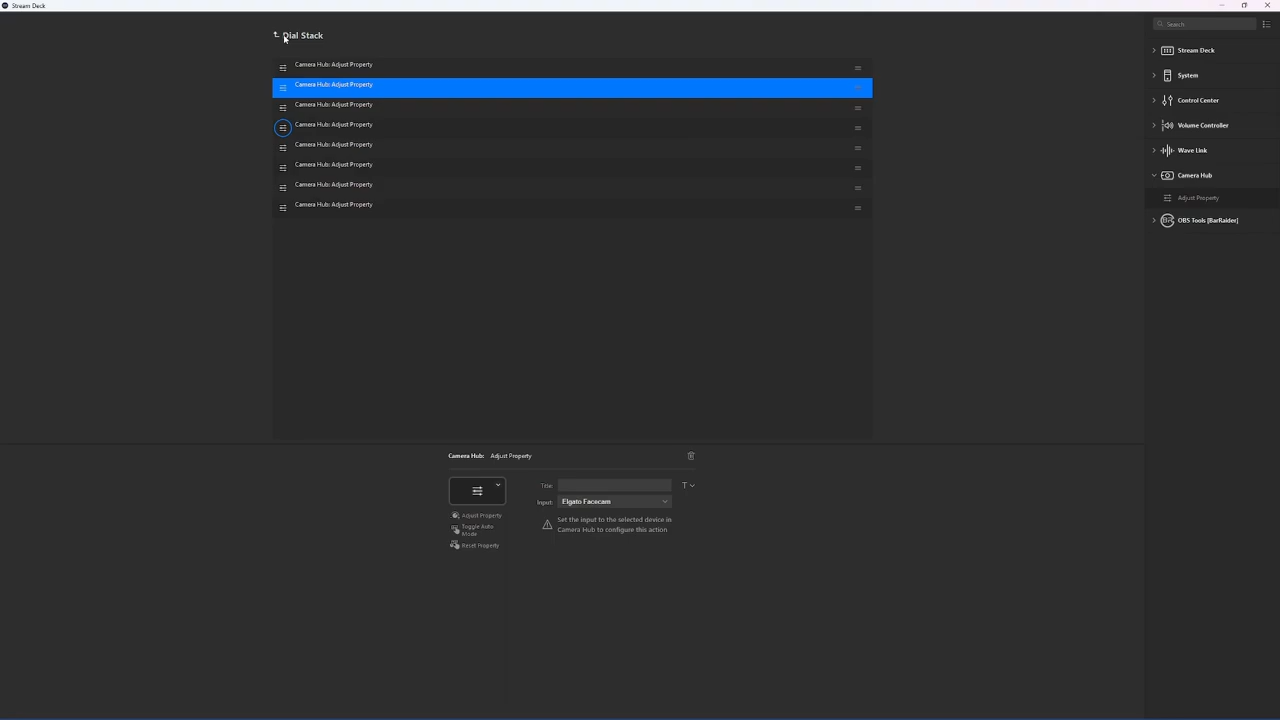 Stream Deck
Dial Stack
Search
Camera Hub: Adjust Property
Camera Hub: Adjust Property
Camera Hub: Adjust Property
Camera Hub: Adjust Property
Camera Hub: Adjust Property
Camera Hub: Adjust Property
Camera Hub: Adjust Property
Camera Hub: Adjust Property
Stream Deck
System
Control Center
Volume Controller
Wave Link
Camera Hub
Adjust Property
OBS Tools [BarRaider]
Camera Hub: Adjust Property
Title:
T
Input: Elgato Facecam
Set the input to the selected device in
Camera Hub to configure this action
Adjust Property
Toggle Auto
Mode
Reset Property